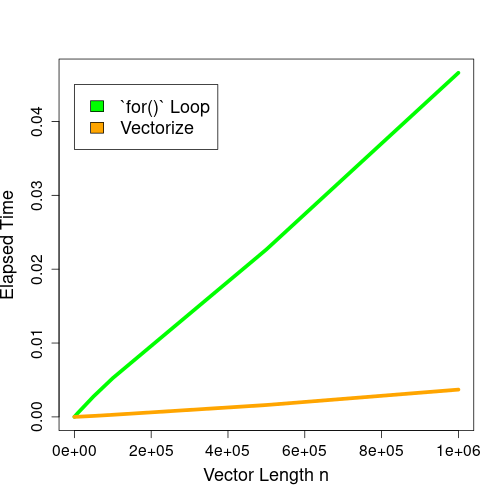 `for()` Loop
Vectorize
Elapsed Time
0.04
0.03
0.02
0.01
0.00
0e+00 2e+05 4e+05 6e+05 8e+05 1e+06
Vector Length n